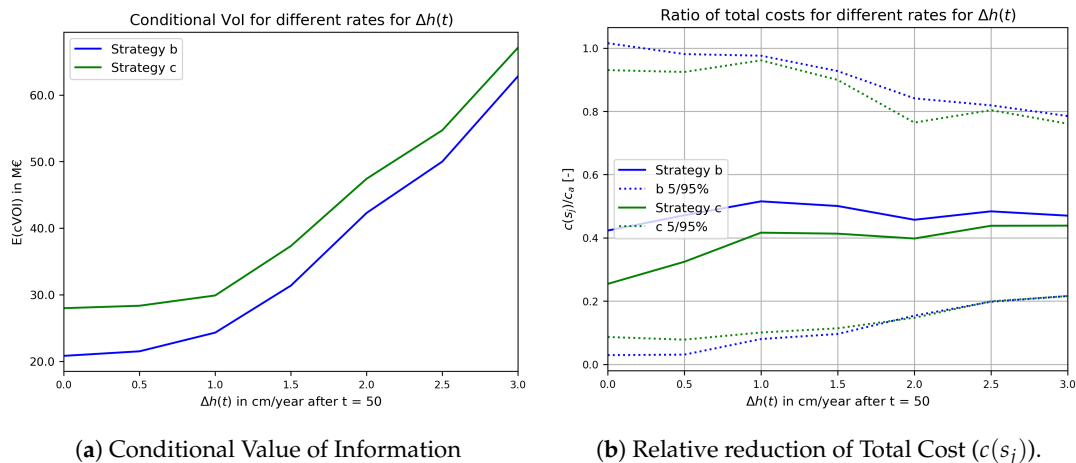 Conditional VoI for different rates for Δh(t)
Strategy b
Strategy c
E(cVOI) in M€
60.0
50.0
40.0
30.0
20.0
0.0 0.5 1.0 1.5 2.0 2.5 3.0
Δh(t) in cm/year after t = 50
(a) Conditional Value of Information
Ratio of total costs for different rates for Δh(t)
c(s_j)/c_a [-]
1.0
0.8
0.6
0.4
0.2
0.0
Strategy b
b 5/95%
Strategy c
c 5/95%
0.0 0.5 1.0 1.5 2.0 2.5 3.0
Δh(t) in cm/year after t = 50
(b) Relative reduction of Total Cost (c(s_j)).